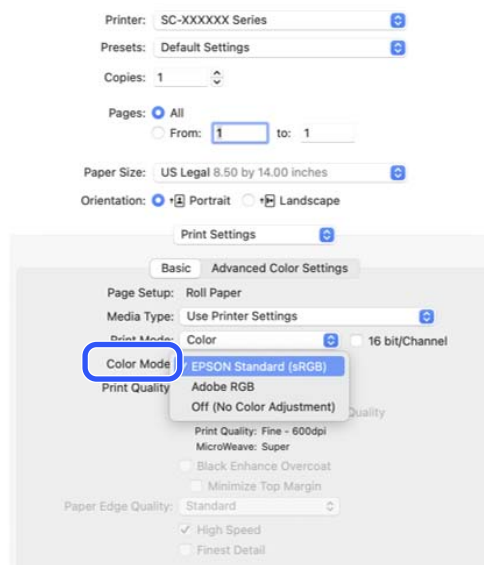 Printer: SC-XXXXXX Series
Presets: Default Settings
Copies: 1
Pages: All
From: 1 to: 1
Paper Size: US Legal 8.50 by 14.00 inches
Orientation: Portrait Landscape
Print Settings
Basic Advanced Color Settings
Page Setup: Roll Paper
Media Type: Use Printer Settings
Print Mode: Color 16 bit/Channel
Color Mode ✓ EPSON Standard (sRGB)
Print Quality Adobe RGB
Off (No Color Adjustment)
Quality
Print Quality: Fine - 600dpi
MicroWeave: Super
Black Enhance Overcoat
Minimize Top Margin
Paper Edge Quality: Standard
High Speed
Finest Detail